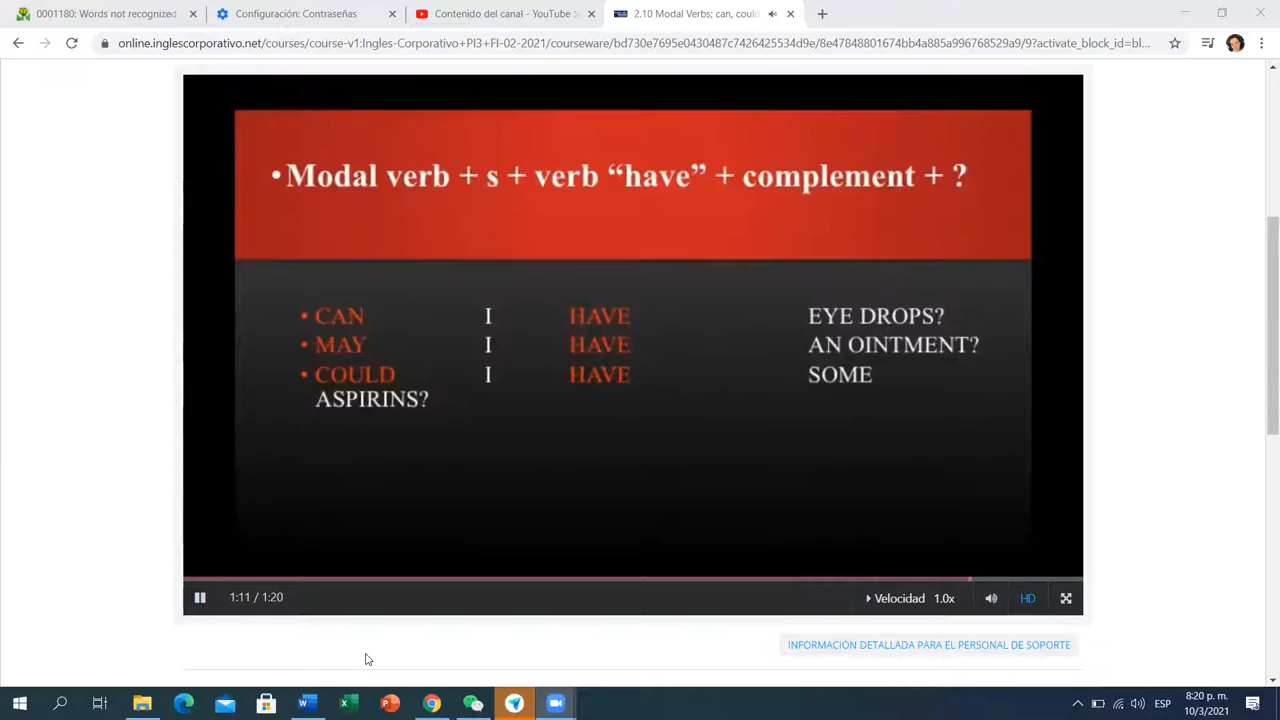 0001180: Words not recognized
Configuración: Contraseña
Contenido del canal - YouTube
2.10 Modal Verbs; can, coul
online.inglescorporativo.net/courses/course-v1:Ingles-Corporativo+PI3+FI-02-2021/courseware/bd730e7695e0430487c7426425534d9e/8e47848801674bb4a885a996768529a9/9?activate_block_id=bl...
• Modal verb + s + verb “have” + complement + ?
• CAN I HAVE EYE DROPS?
• MAY I HAVE AN OINTMENT?
• COULD I HAVE SOME
ASPIRINS?
1:11 / 1:20
Velocidad 1.0x
HD
INFORMACIÓN DETALLADA PARA EL PERSONAL DE SOPORTE
ESP
8:20 p. m.
10/3/2021